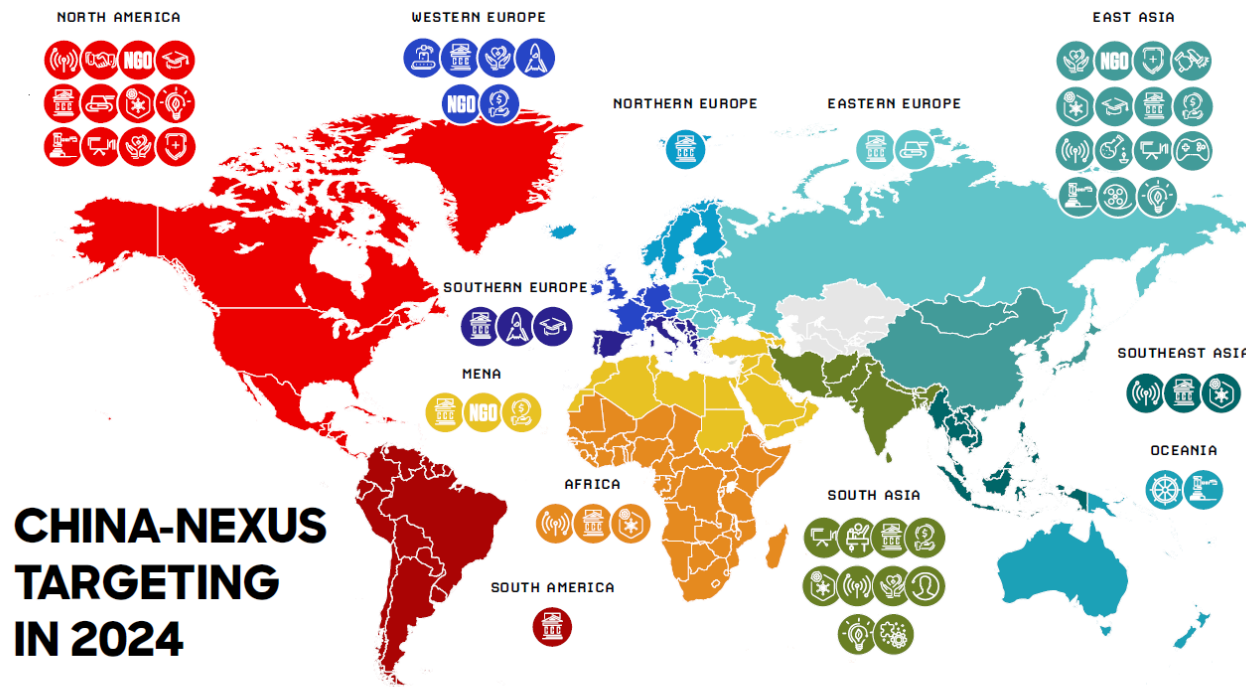 NORTH AMERICA
WESTERN EUROPE
EAST ASIA
NGO
NGO
NGO
NORTHERN EUROPE
EASTERN EUROPE
SOUTHERN EUROPE
SOUTHEAST ASIA
MENA
NGO
OCEANIA
AFRICA
SOUTH ASIA
SOUTH AMERICA
CHINA-NEXUS
TARGETING
IN 2024